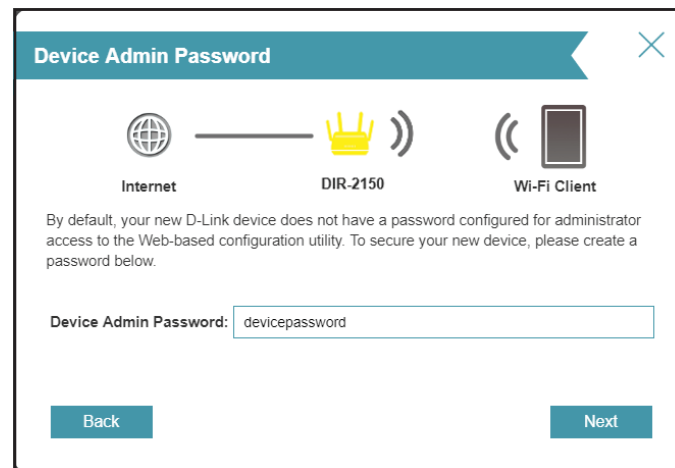 Device Admin Password
Internet
DIR-2150
Wi-Fi Client
By default, your new D-Link device does not have a password configured for administrator
access to the Web-based configuration utility. To secure your new device, please create a
password below.
Device Admin Password: devicepassword
Back
Next